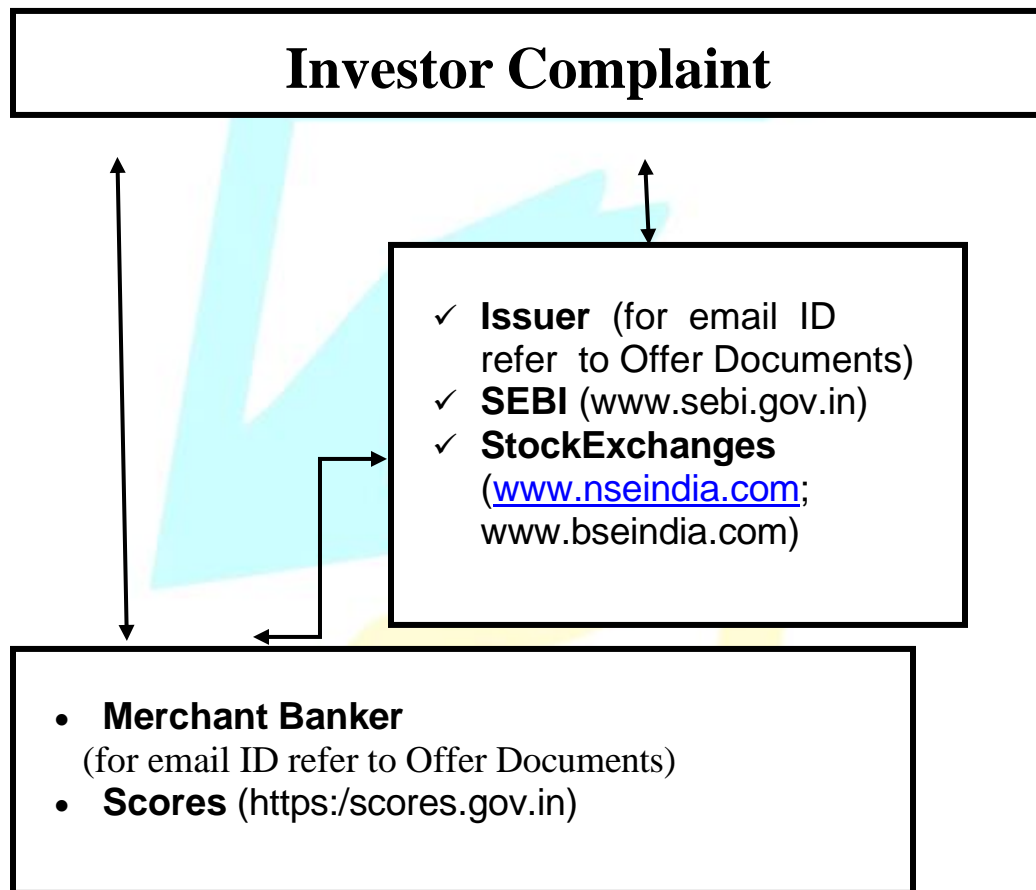 Investor Complaint
✓ Issuer (for email ID
refer to Offer Documents)
✓ SEBI (www.sebi.gov.in)
✓ StockExchanges
(www.nseindia.com;
www.bseindia.com)
• Merchant Banker
(for email ID refer to Offer Documents)
• Scores (https:/scores.gov.in)